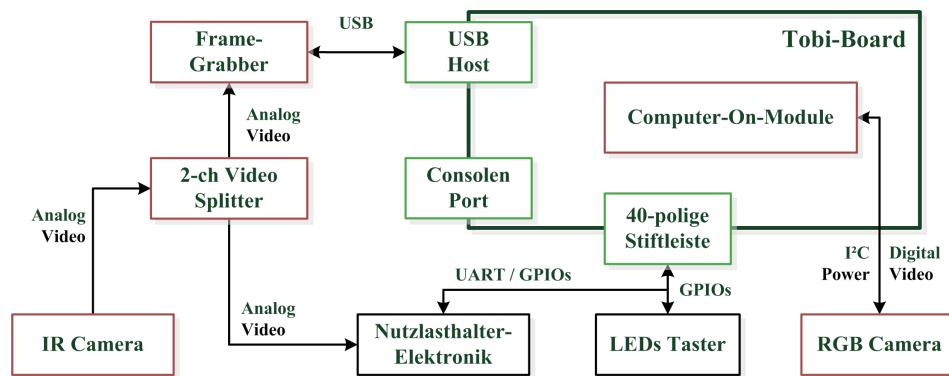 USB
Frame-
Grabber
USB
Host
Tobi-Board
Analog
Video
Computer-On-Module
2-ch Video
Splitter
Consolen
Port
Analog
Video
40-polige
Stiftleiste
I²C
Power
Digital
Video
UART / GPIOs
GPIOs
Analog
Video
IR Camera
Nutzlasthalter-
Elektronik
LEDs Taster
RGB Camera